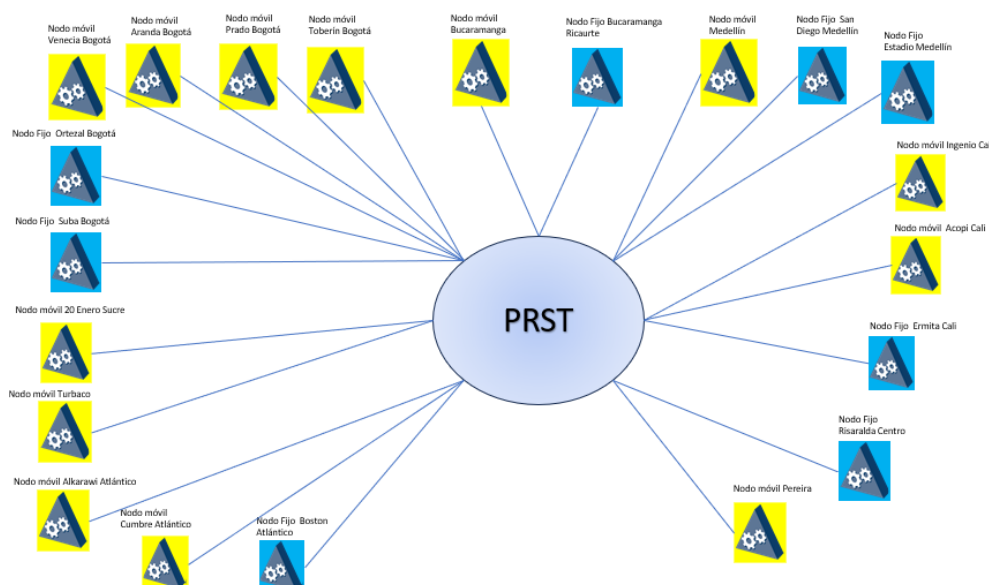 Nodo móvil
Venecia Bogotá
Nodo móvil
Aranda Bogotá
Nodo móvil
Prado Bogotá
Nodo móvil
Toberín Bogotá
Nodo móvil
Bucaramanga
Nodo Fijo Bucaramanga
Ricaurte
Nodo móvil
Medellín
Nodo Fijo San
Diego Medellín
Nodo Fijo
Estadio Medellín
Nodo Fijo Ortezal Bogotá
Nodo móvil Ingenio Ca
Nodo Fijo Suba Bogotá
Nodo móvil Acopi Cali
Nodo móvil 20 Enero Sucre
PRST
Nodo Fijo Ermita Cali
Nodo móvil Turbaco
Nodo Fijo
Risaralda Centro
Nodo móvil Alkarawi Atlántico
Nodo móvil Pereira
Nodo móvil
Cumbre Atlántico
Nodo Fijo Boston
Atlántico